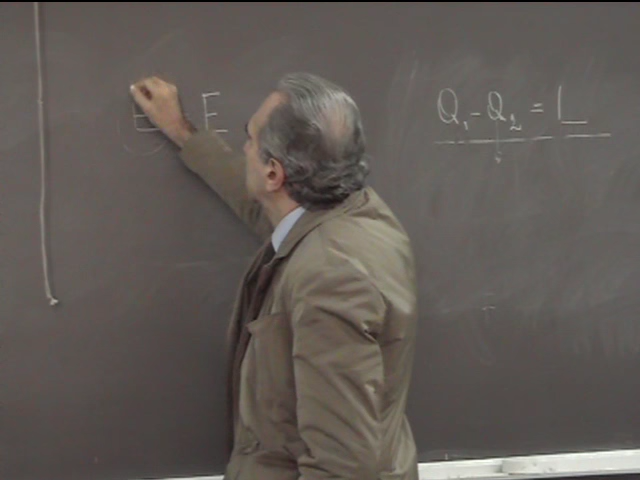 E
Q₁ - Q₂ = L